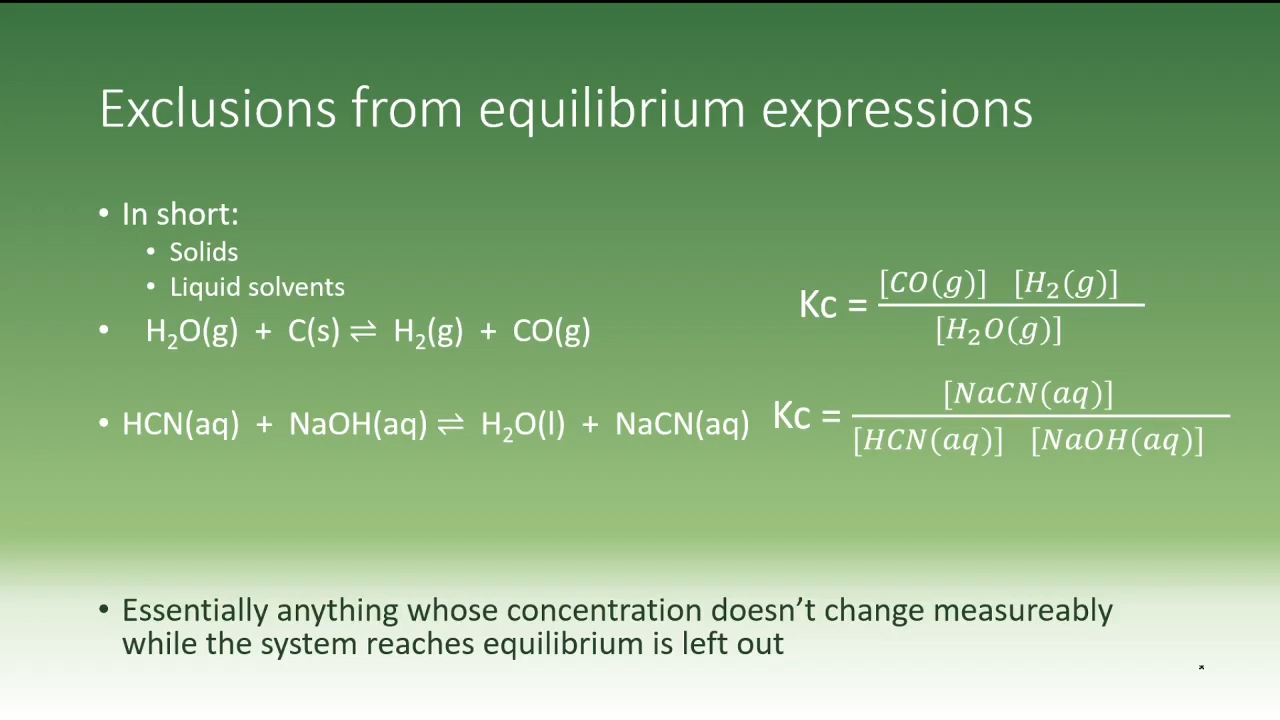 Exclusions from equilibrium expressions
• In short:
• Solids
• Liquid solvents
• H₂O(g) + C(s) ⇌ H₂(g) + CO(g)
Kc = [CO(g)] [H₂(g)] / [H₂O(g)]
• HCN(aq) + NaOH(aq) ⇌ H₂O(l) + NaCN(aq)
Kc = [NaCN(aq)] / [HCN(aq)] [NaOH(aq)]
• Essentially anything whose concentration doesn’t change measureably
while the system reaches equilibrium is left out